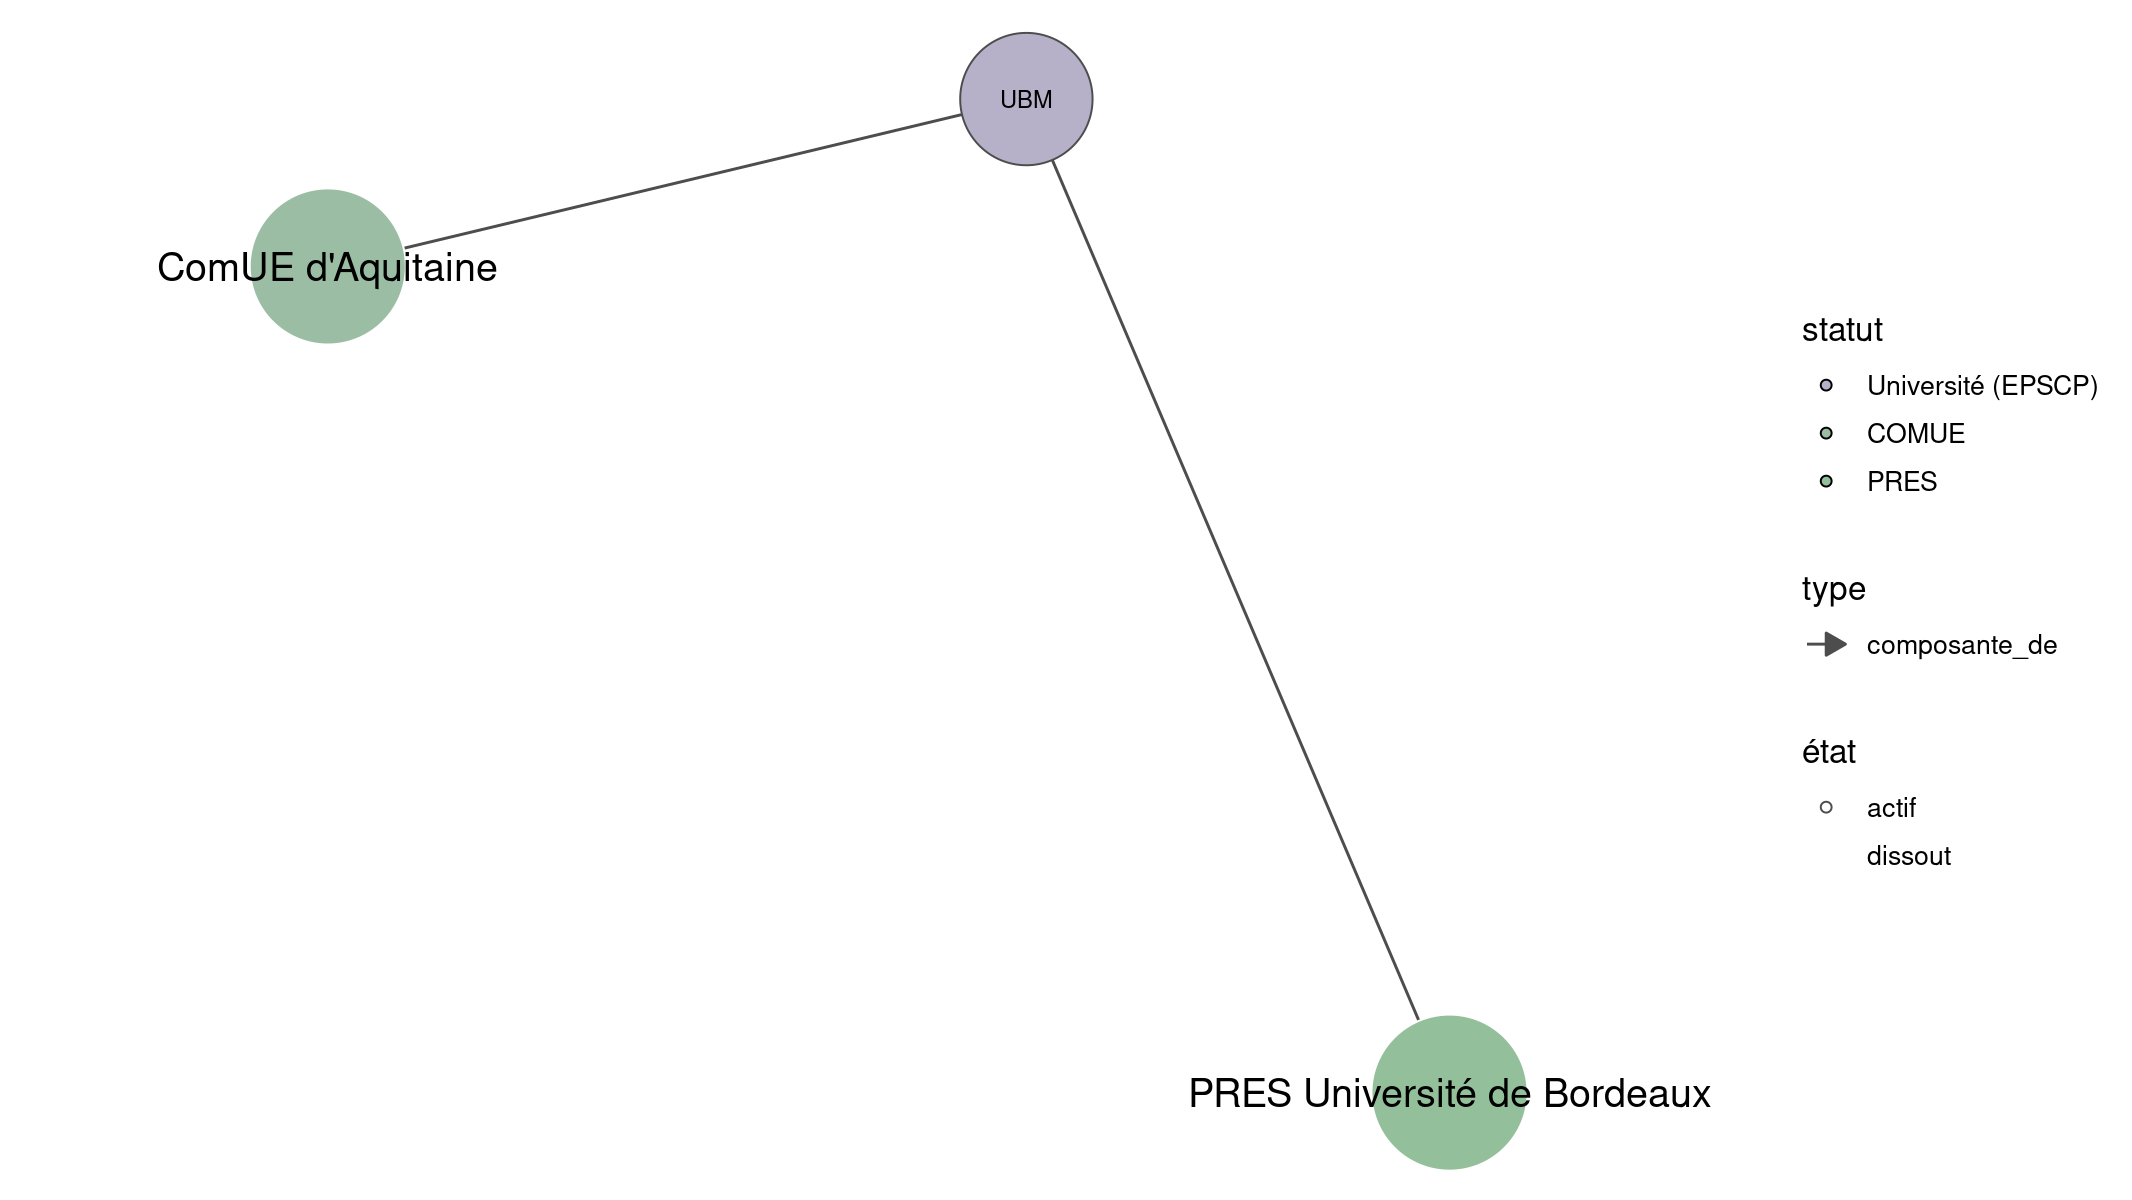 UBM
ComUE d'Aquitaine
PRES Université de Bordeaux
statut
Université (EPSCP)
COMUE
PRES
type
composante_de
état
actif
dissout